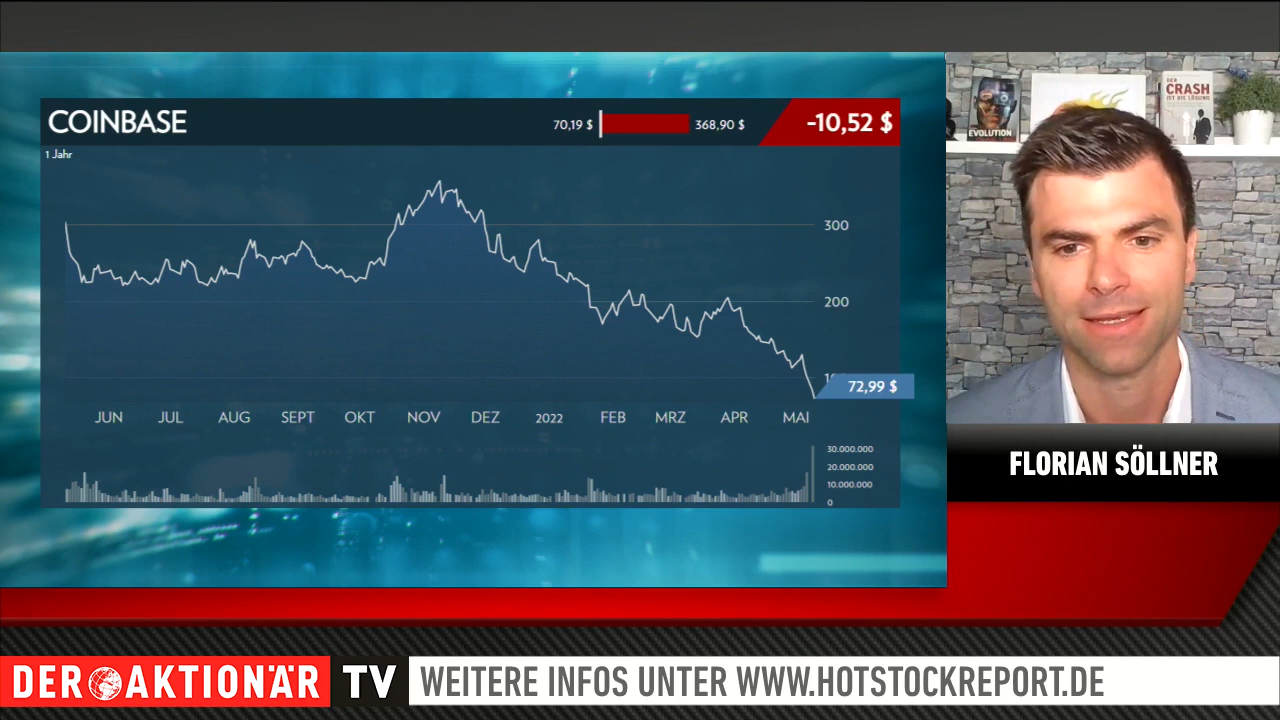 COINBASE
70,19 $
368,90 $
-10,52 $
1 Jahr
300
200
72,99 $
JUN JUL AUG SEPT OKT NOV DEZ 2022 FEB MRZ APR MAI
30.000.000
20.000.000
10.000.000
0
EVOLUTION
DER
CRASH
IST DIE LÖSUNG
FLORIAN SÖLLNER
DER AKTIONÄR TV
WEITERE INFOS UNTER WWW.HOTSTOCKREPORT.DE